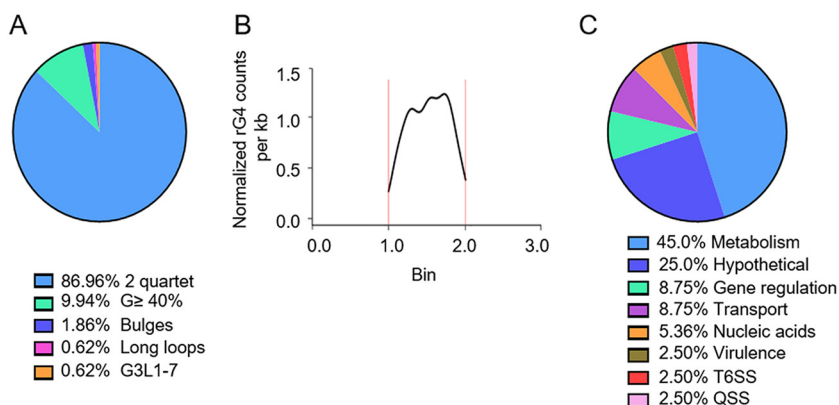 A
B
C
Normalized rG4 counts
per kb
1.5
1.0
0.5
0.0
0.0
1.0
2.0
3.0
Bin
86.96% 2 quartet
9.94% G≥ 40%
1.86% Bulges
0.62% Long loops
0.62% G3L1-7
45.0% Metabolism
25.0% Hypothetical
8.75% Gene regulation
8.75% Transport
5.36% Nucleic acids
2.50% Virulence
2.50% T6SS
2.50% QSS